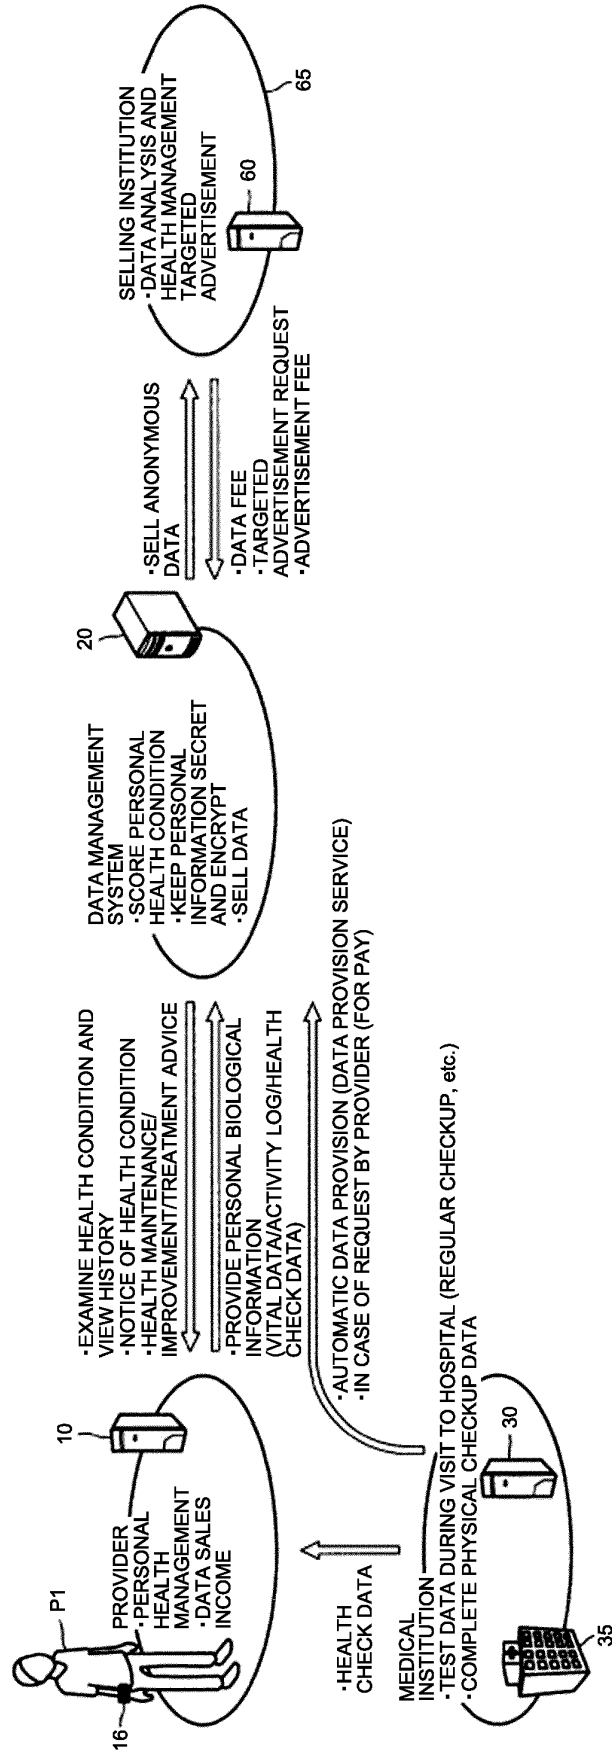 P1
16
PROVIDER
・PERSONAL
HEALTH
MANAGEMENT
・DATA SALES
INCOME
10
・EXAMINE HEALTH CONDITION AND
VIEW HISTORY
・NOTICE OF HEALTH CONDITION
・HEALTH MAINTENANCE/
IMPROVEMENT/TREATMENT ADVICE
・PROVIDE PERSONAL BIOLOGICAL
INFORMATION
(VITAL DATA/ACTIVITY LOG/HEALTH
CHECK DATA)
DATA MANAGEMENT
SYSTEM
・SCORE PERSONAL
HEALTH CONDITION
・KEEP PERSONAL
INFORMATION SECRET
AND ENCRYPT
・SELL DATA
20
・SELL ANONYMOUS
DATA
・DATA FEE
・TARGETED
ADVERTISEMENT REQUEST
・ADVERTISEMENT FEE
SELLING INSTITUTION
・DATA ANALYSIS AND
HEALTH MANAGEMENT
TARGETED
ADVERTISEMENT
60
65
・HEALTH
CHECK DATA
・AUTOMATIC DATA PROVISION (DATA PROVISION SERVICE)
・IN CASE OF REQUEST BY PROVIDER (FOR PAY)
MEDICAL
INSTITUTION
・TEST DATA DURING VISIT TO HOSPITAL (REGULAR CHECKUP, etc.)
・COMPLETE PHYSICAL CHECKUP DATA
30
35